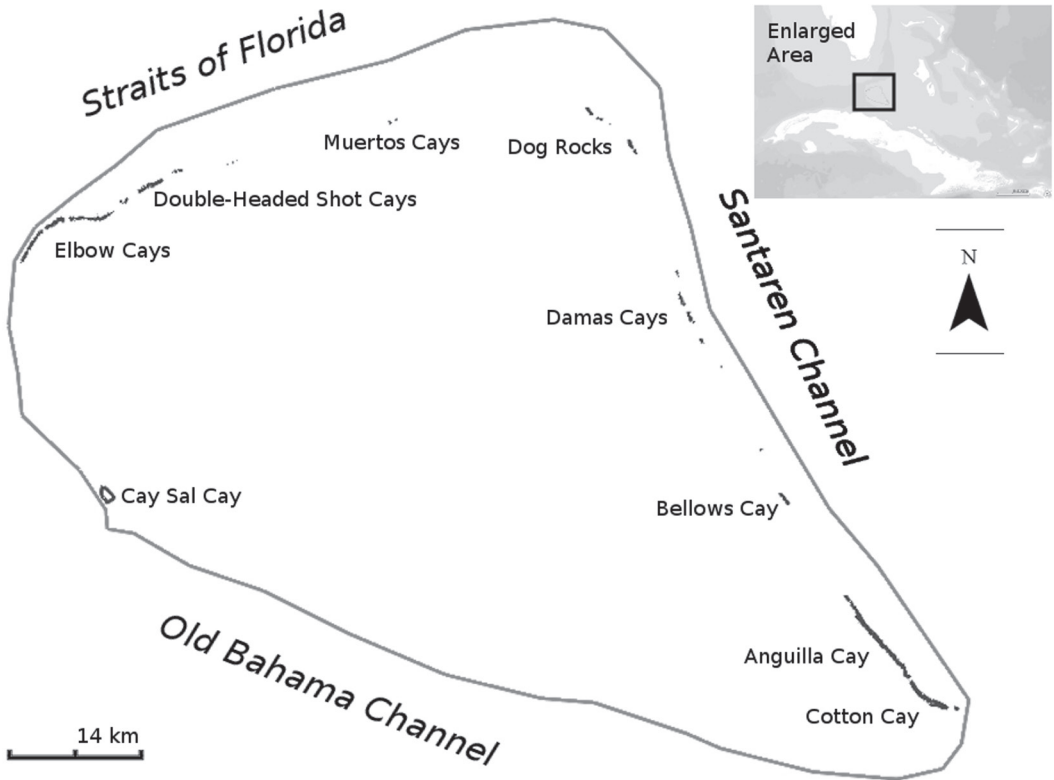 Straits of Florida
Enlarged
Area
Muertos Cays
Dog Rocks
Double-Headed Shot Cays
Elbow Cays
Santaren Channel
N
Damas Cays
Cay Sal Cay
Bellows Cay
Old Bahama Channel
Anguilla Cay
Cotton Cay
14 km